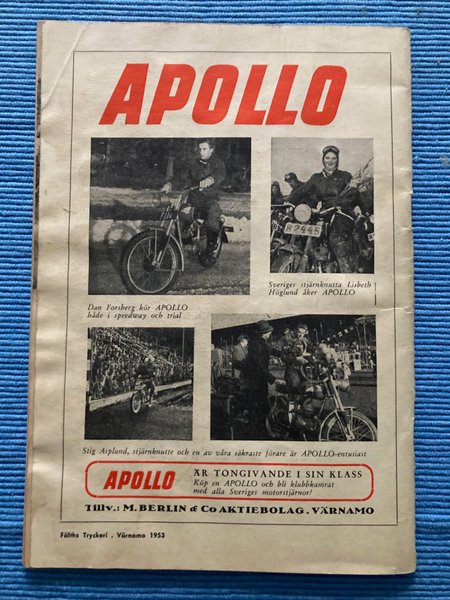 APOLLO
R 2445
Dan Forsberg kör APOLLO
både i speedway och trial
Sveriges stjärnknutta Lisbeth
Höglund åker APOLLO
Stig Asplund, stjärnknutte och en av våra säkraste förare är APOLLO-entusiast
APOLLO
ÄR TONGIVANDE I SIN KLASS
Köp en APOLLO och bli klubbkamrat
med alla Sveriges motorstjärnor!
Tillv.: M. BERLIN & Co AKTIEBOLAG. VÄRNAMO
Fälths Tryckeri . Värnamo 1953